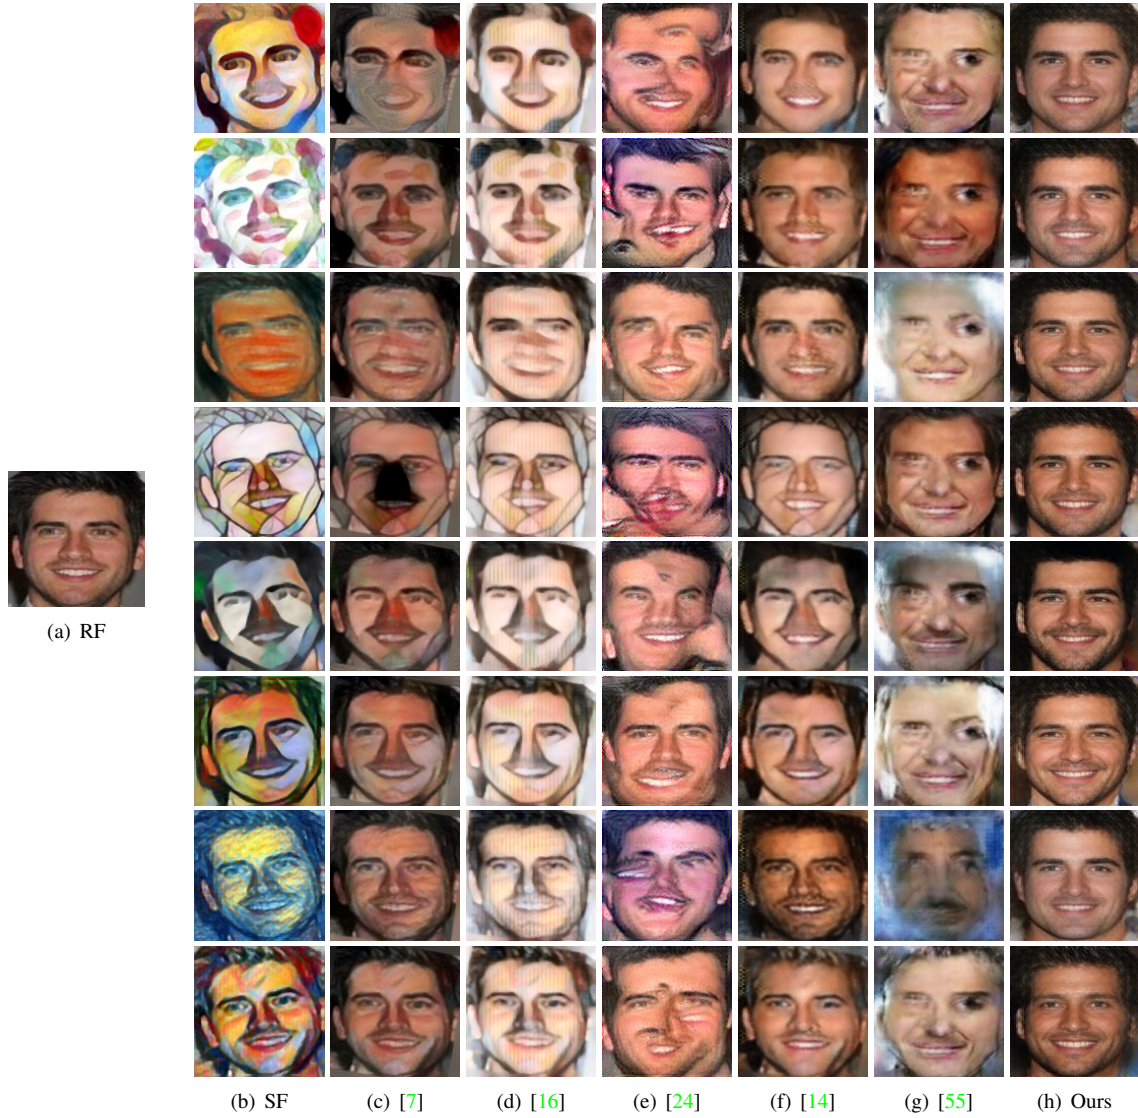 (a) RF
(b) SF
(c) [7]
(d) [16]
(e) [24]
(f) [14]
(g) [55]
(h) Ours